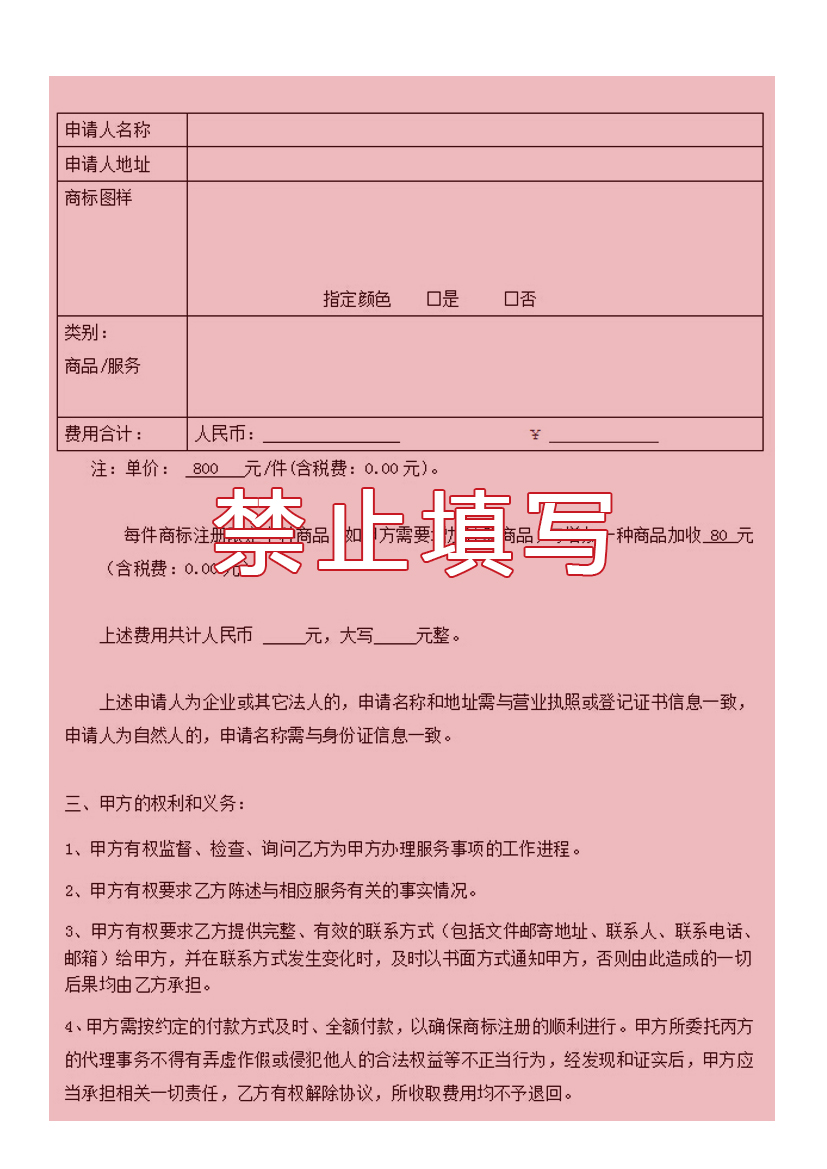 申请人名称
申请人地址
商标图样
指定颜色 □是 □否
类别：
商品/服务
费用合计： 人民币： ¥
注：单价： 800 元/件(含税费：0.00元)。
禁止填写
每件商标注册 商品 如甲方需要增加 商品， 一种商品加收 80 元
（含税费：0.00元
上述费用共计人民币 _____元，大写_____元整。
上述申请人为企业或其它法人的，申请名称和地址需与营业执照或登记证书信息一致，
申请人为自然人的，申请名称需与身份证信息一致。
三、甲方的权利和义务：
1、甲方有权监督、检查、询问乙方为甲方办理服务事项的工作进程。
2、甲方有权要求乙方陈述与相应服务有关的事实情况。
3、甲方有权要求乙方提供完整、有效的联系方式（包括文件邮寄地址、联系人、联系电话、
邮箱）给甲方，并在联系方式发生变化时，及时以书面方式通知甲方，否则由此造成的一切
后果均由乙方承担。
4、甲方需按约定的付款方式及时、全额付款，以确保商标注册的顺利进行。甲方所委托丙方
的代理事务不得有弄虚作假或侵犯他人的合法权益等不正当行为，经发现和证实后，甲方应
当承担相关一切责任，乙方有权解除协议，所收取费用均不予退回。